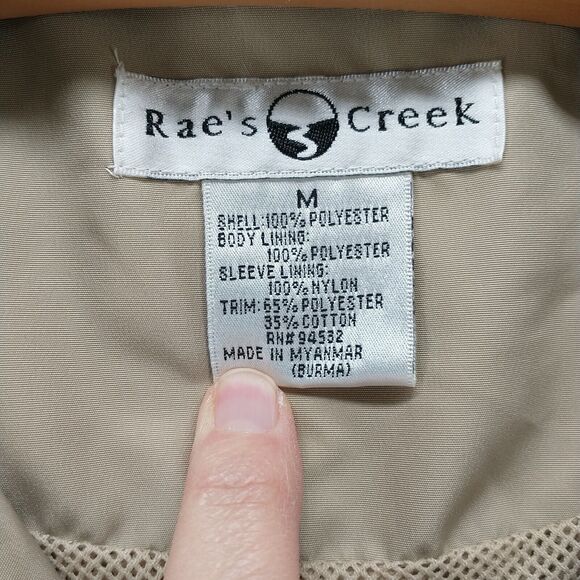 Rae's Creek
M
SHELL:100% POLYESTER
BODY LINING:
100% POLYESTER
SLEEVE LINING:
100% NYLON
TRIM: 65% POLYESTER
35% COTTON
RN# 94532
MADE IN MYANMAR
(BURMA)